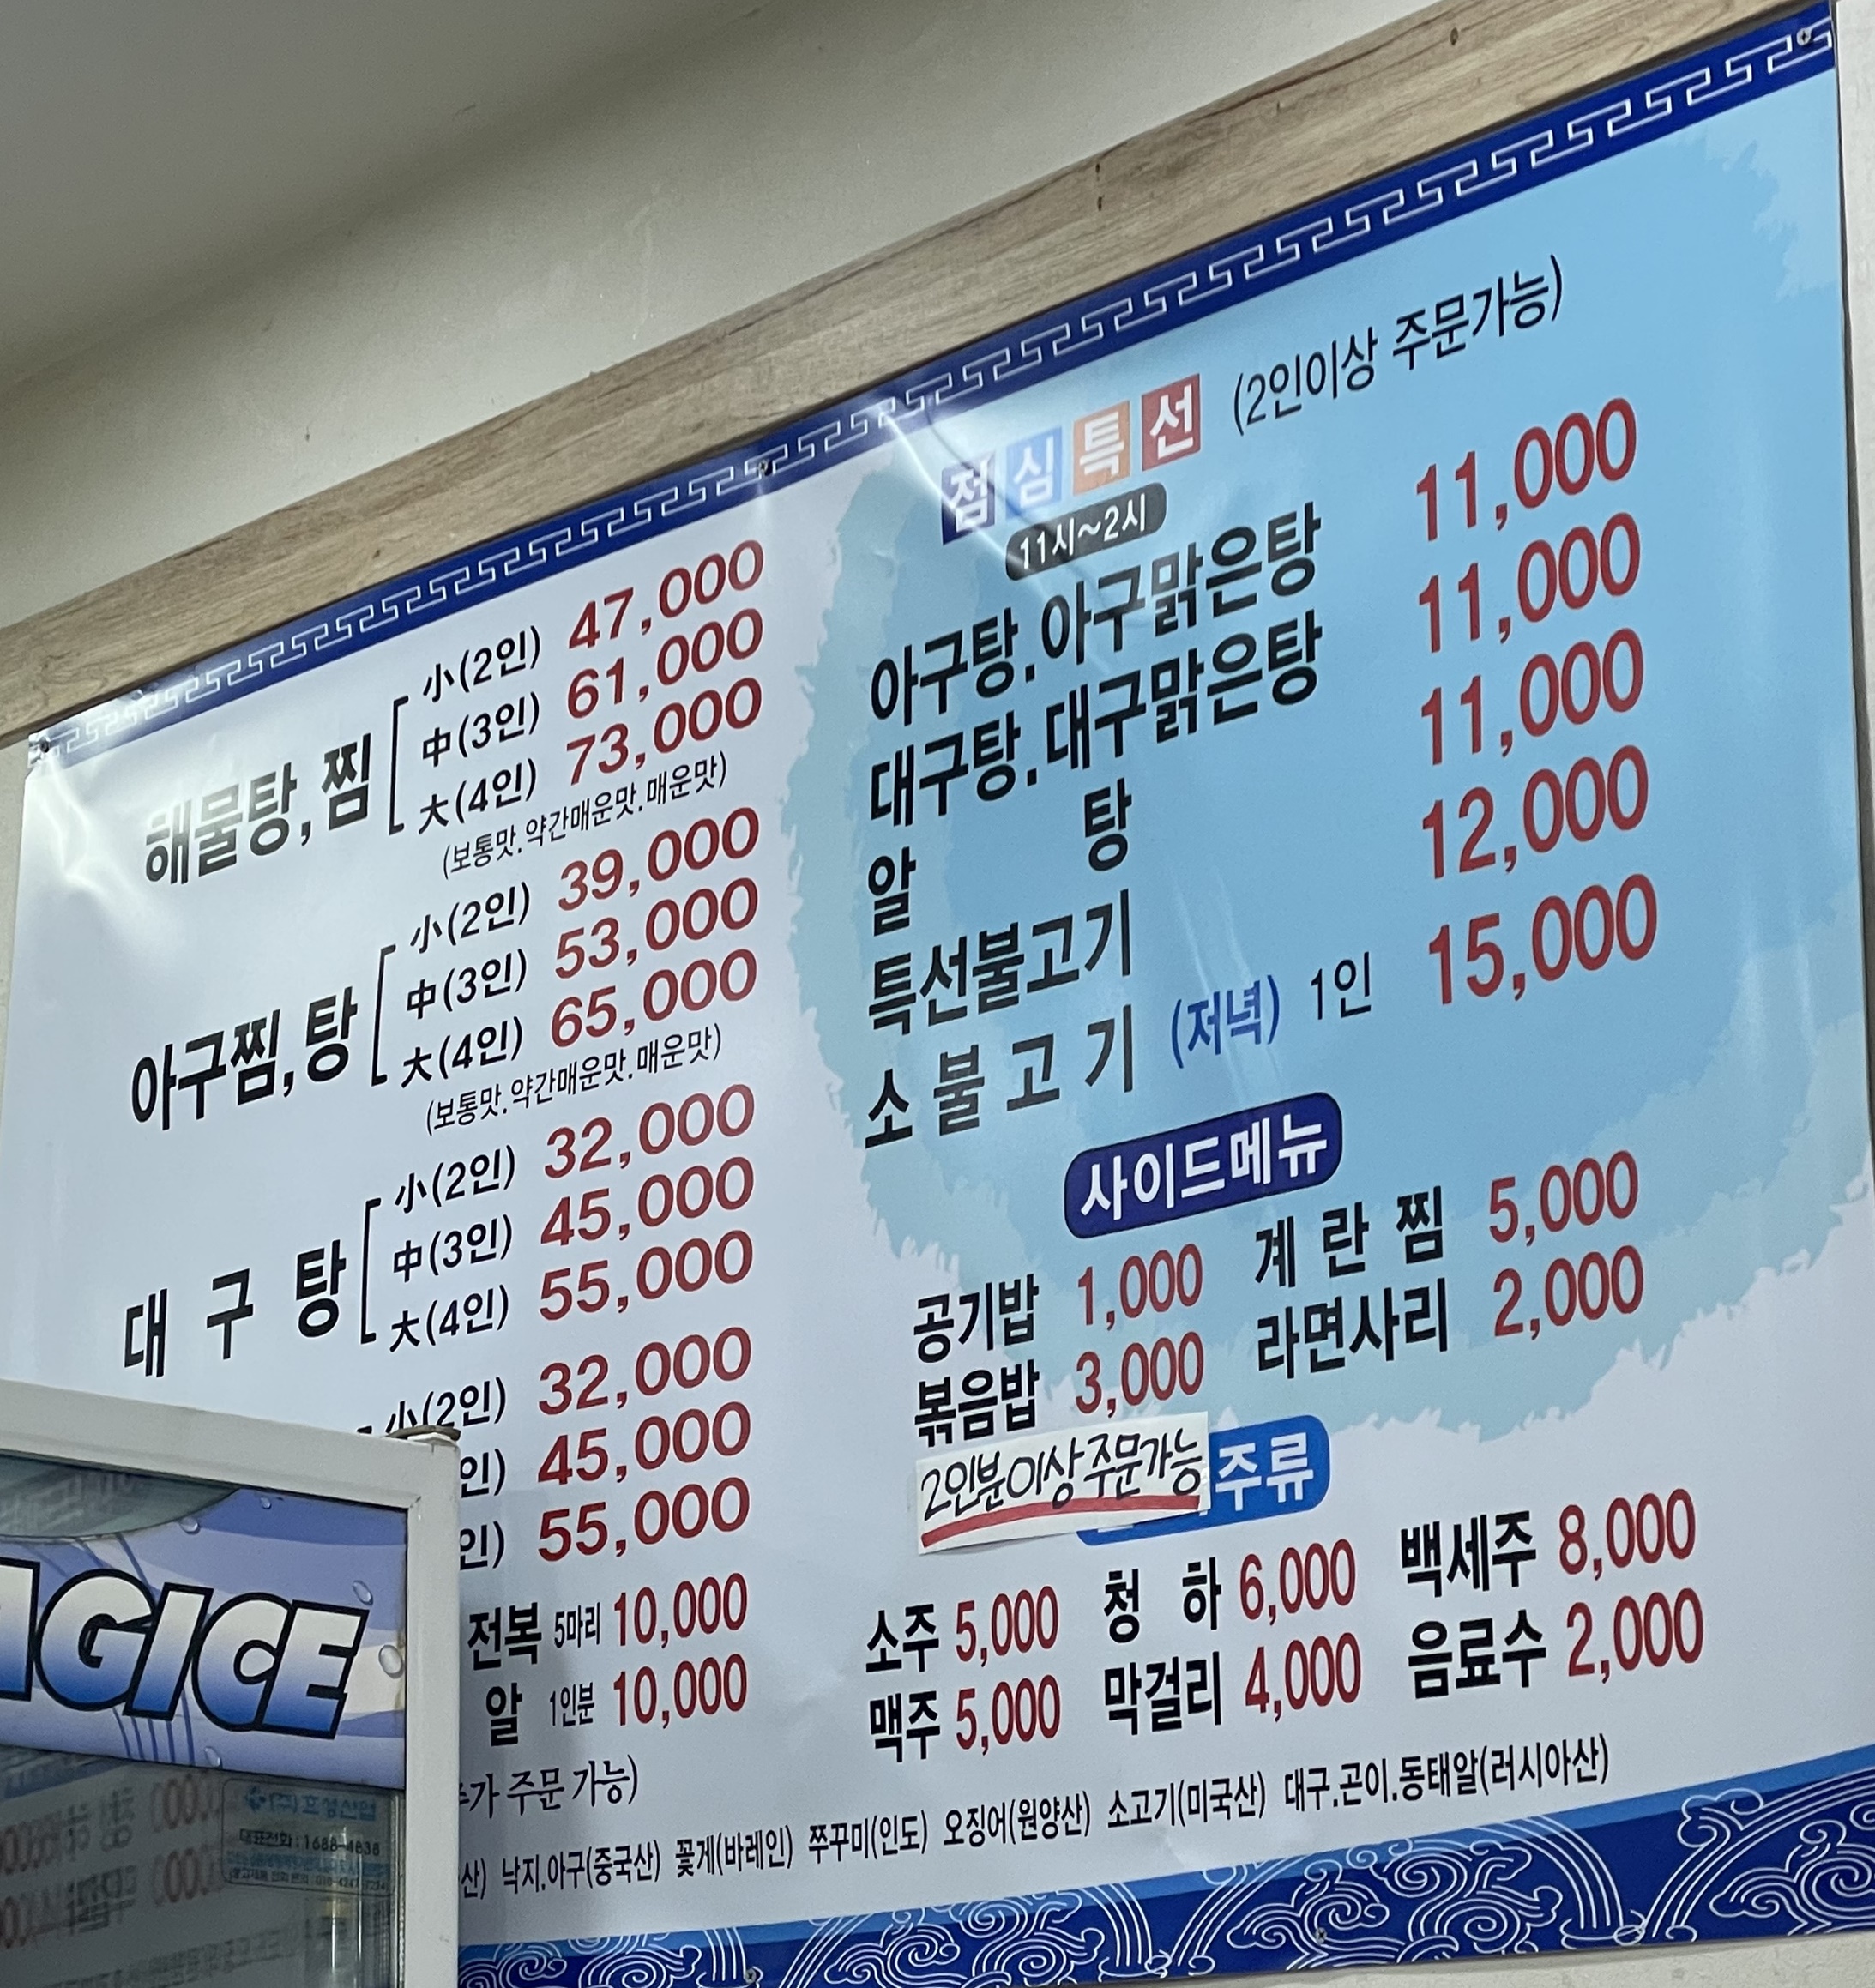 해물탕,찜
小(2인) 47,000
中(3인) 61,000
大(4인) 73,000
(보통맛.약간매운맛.매운맛)
아구찜,탕
小(2인) 39,000
中(3인) 53,000
大(4인) 65,000
(보통맛.약간매운맛.매운맛)
대 구 탕
小(2인) 32,000
中(3인) 45,000
大(4인) 55,000
小(2인) 32,000
인) 45,000
인) 55,000
전복 5마리 10,000
알 1인분 10,000
가 주문 가능)
점심특선 (2인이상 주문가능)
11시~2시
아구탕.아구맑은탕 11,000
대구탕.대구맑은탕 11,000
알 탕 11,000
특선불고기 12,000
소 불 고 기 (저녁) 1인 15,000
사이드메뉴
공기밥 1,000 계 란 찜 5,000
볶음밥 3,000 라면사리 2,000
2인분이상 주문가능
주류
소주 5,000 청 하 6,000 백세주 8,000
맥주 5,000 막걸리 4,000 음료수 2,000
산) 낙지.아구(중국산) 꽃게(바레인) 쭈꾸미(인도) 오징어(원양산) 소고기(미국산) 대구.곤이.동태알(러시아산)
AGICE
대표전화 : 1688-4838